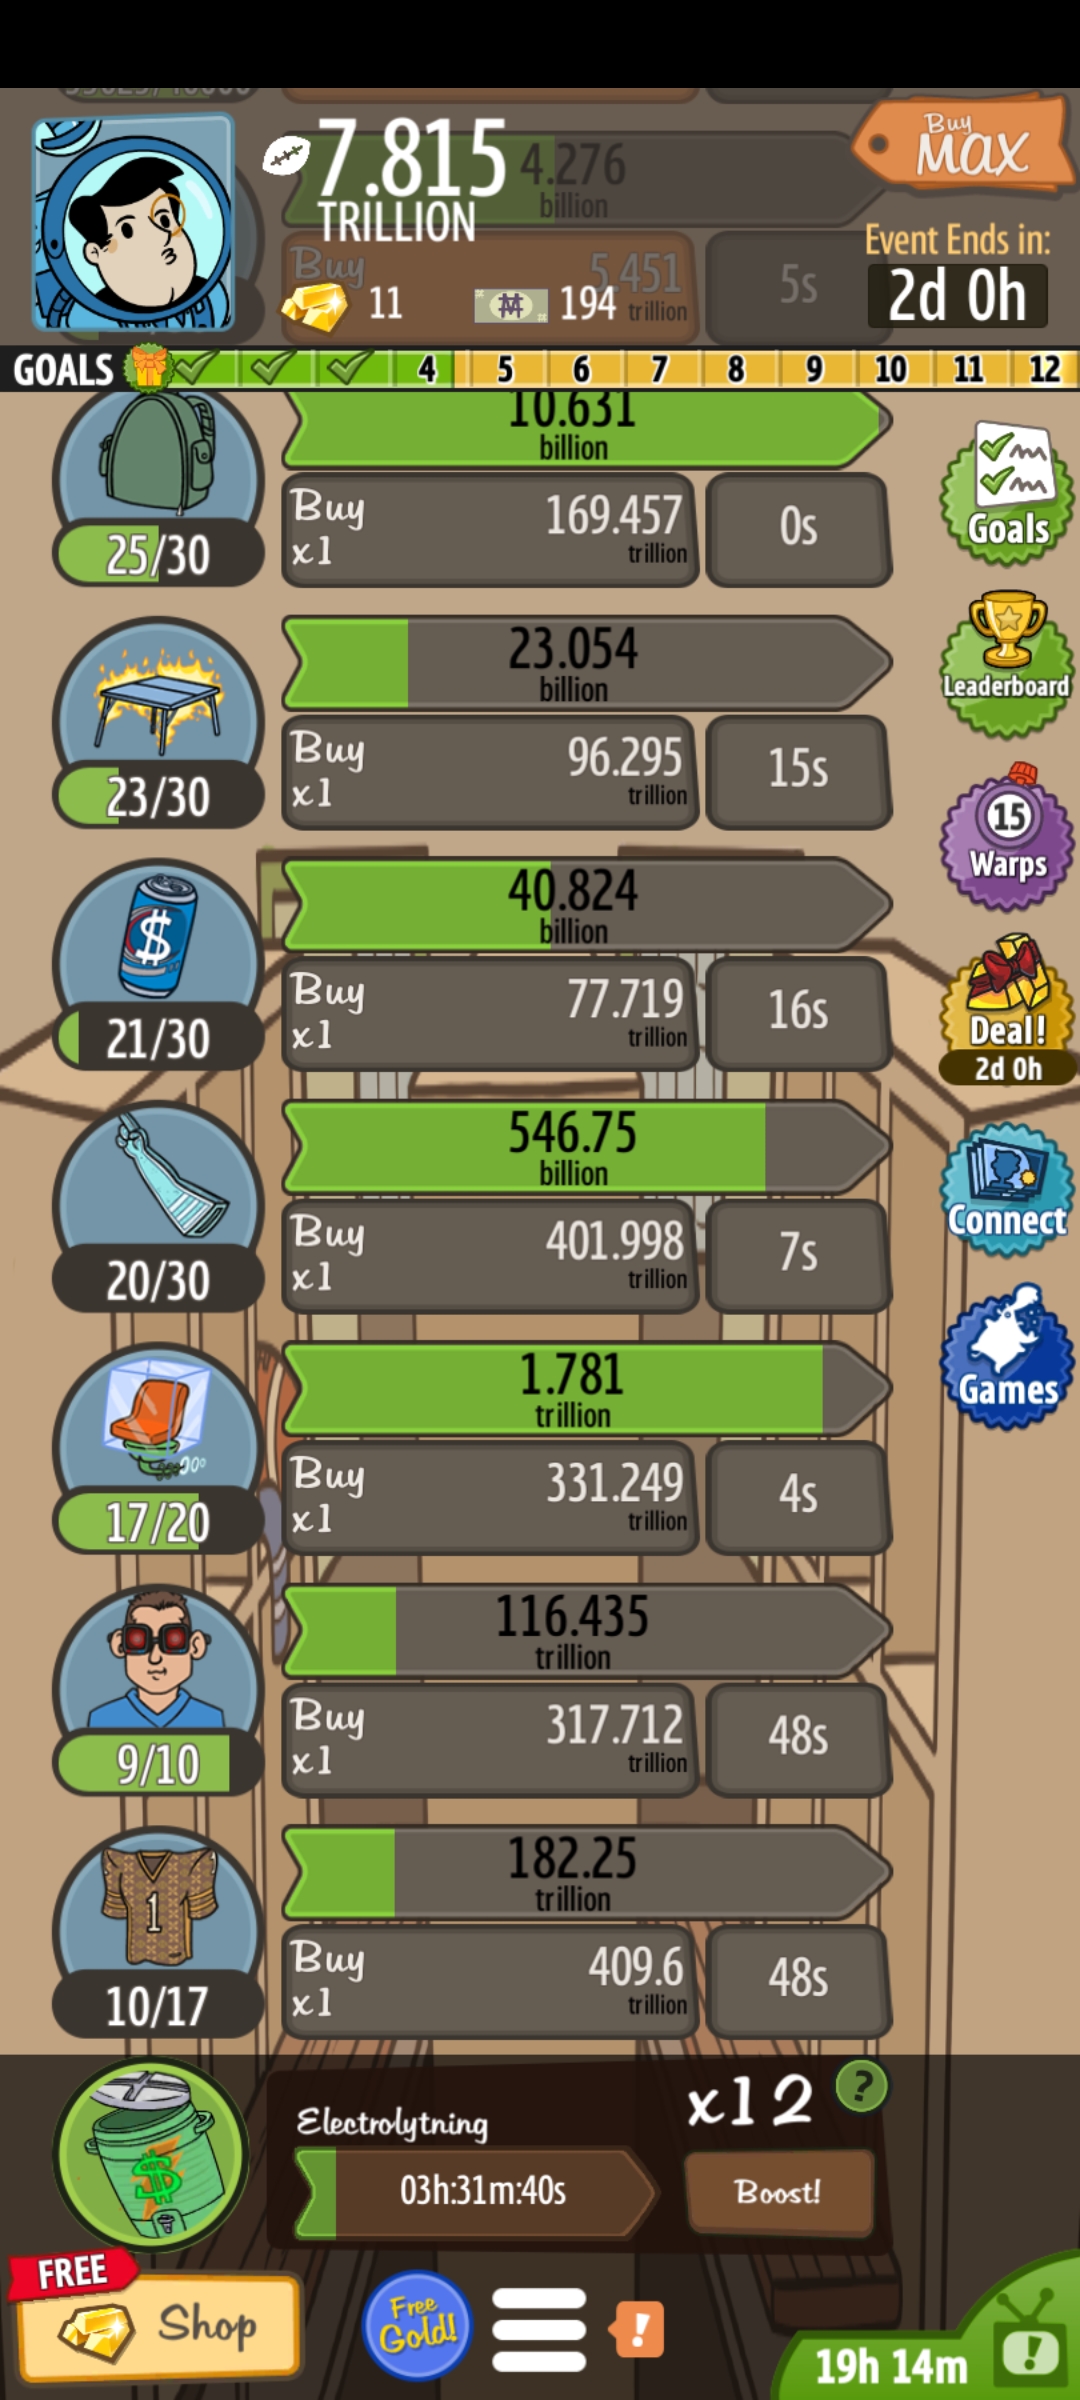 7.815
TRILLION
4.276
billion
Buy
MAX
Buy
5.451
trillion
5s
11
194
Event Ends in:
2d 0h
GOALS
4
5
6
7
8
9
10
11
12
10.631
billion
25/30
Buy
x1
169.457
trillion
0s
Goals
23.054
billion
23/30
Buy
x1
96.295
trillion
15s
Leaderboard
40.824
billion
21/30
Buy
x1
77.719
trillion
16s
15
Warps
Deal!
2d 0h
546.75
billion
20/30
Buy
x1
401.998
trillion
7s
Connect
1.781
trillion
17/20
Buy
x1
331.249
trillion
4s
Games
116.435
trillion
9/10
Buy
x1
317.712
trillion
48s
182.25
trillion
1
10/17
Buy
x1
409.6
trillion
48s
$
Electrolytning
x12
?
03h:31m:40s
Boost!
FREE
Shop
Free
Gold!
!
19h 14m
!